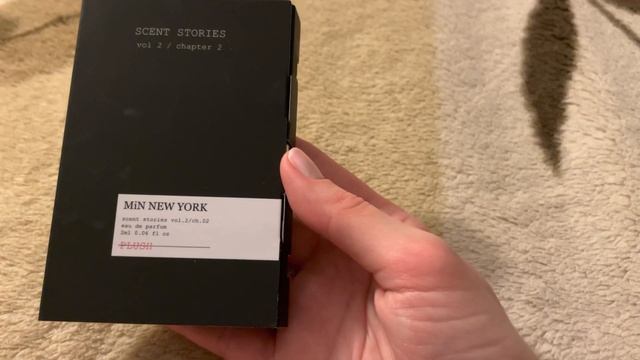 SCENT STORIES
vol 2 / chapter 2
MiN NEW YORK
scent stories vol.2/ch.02
eau de parfum
2ml 0.06 fl oz
PLUSH